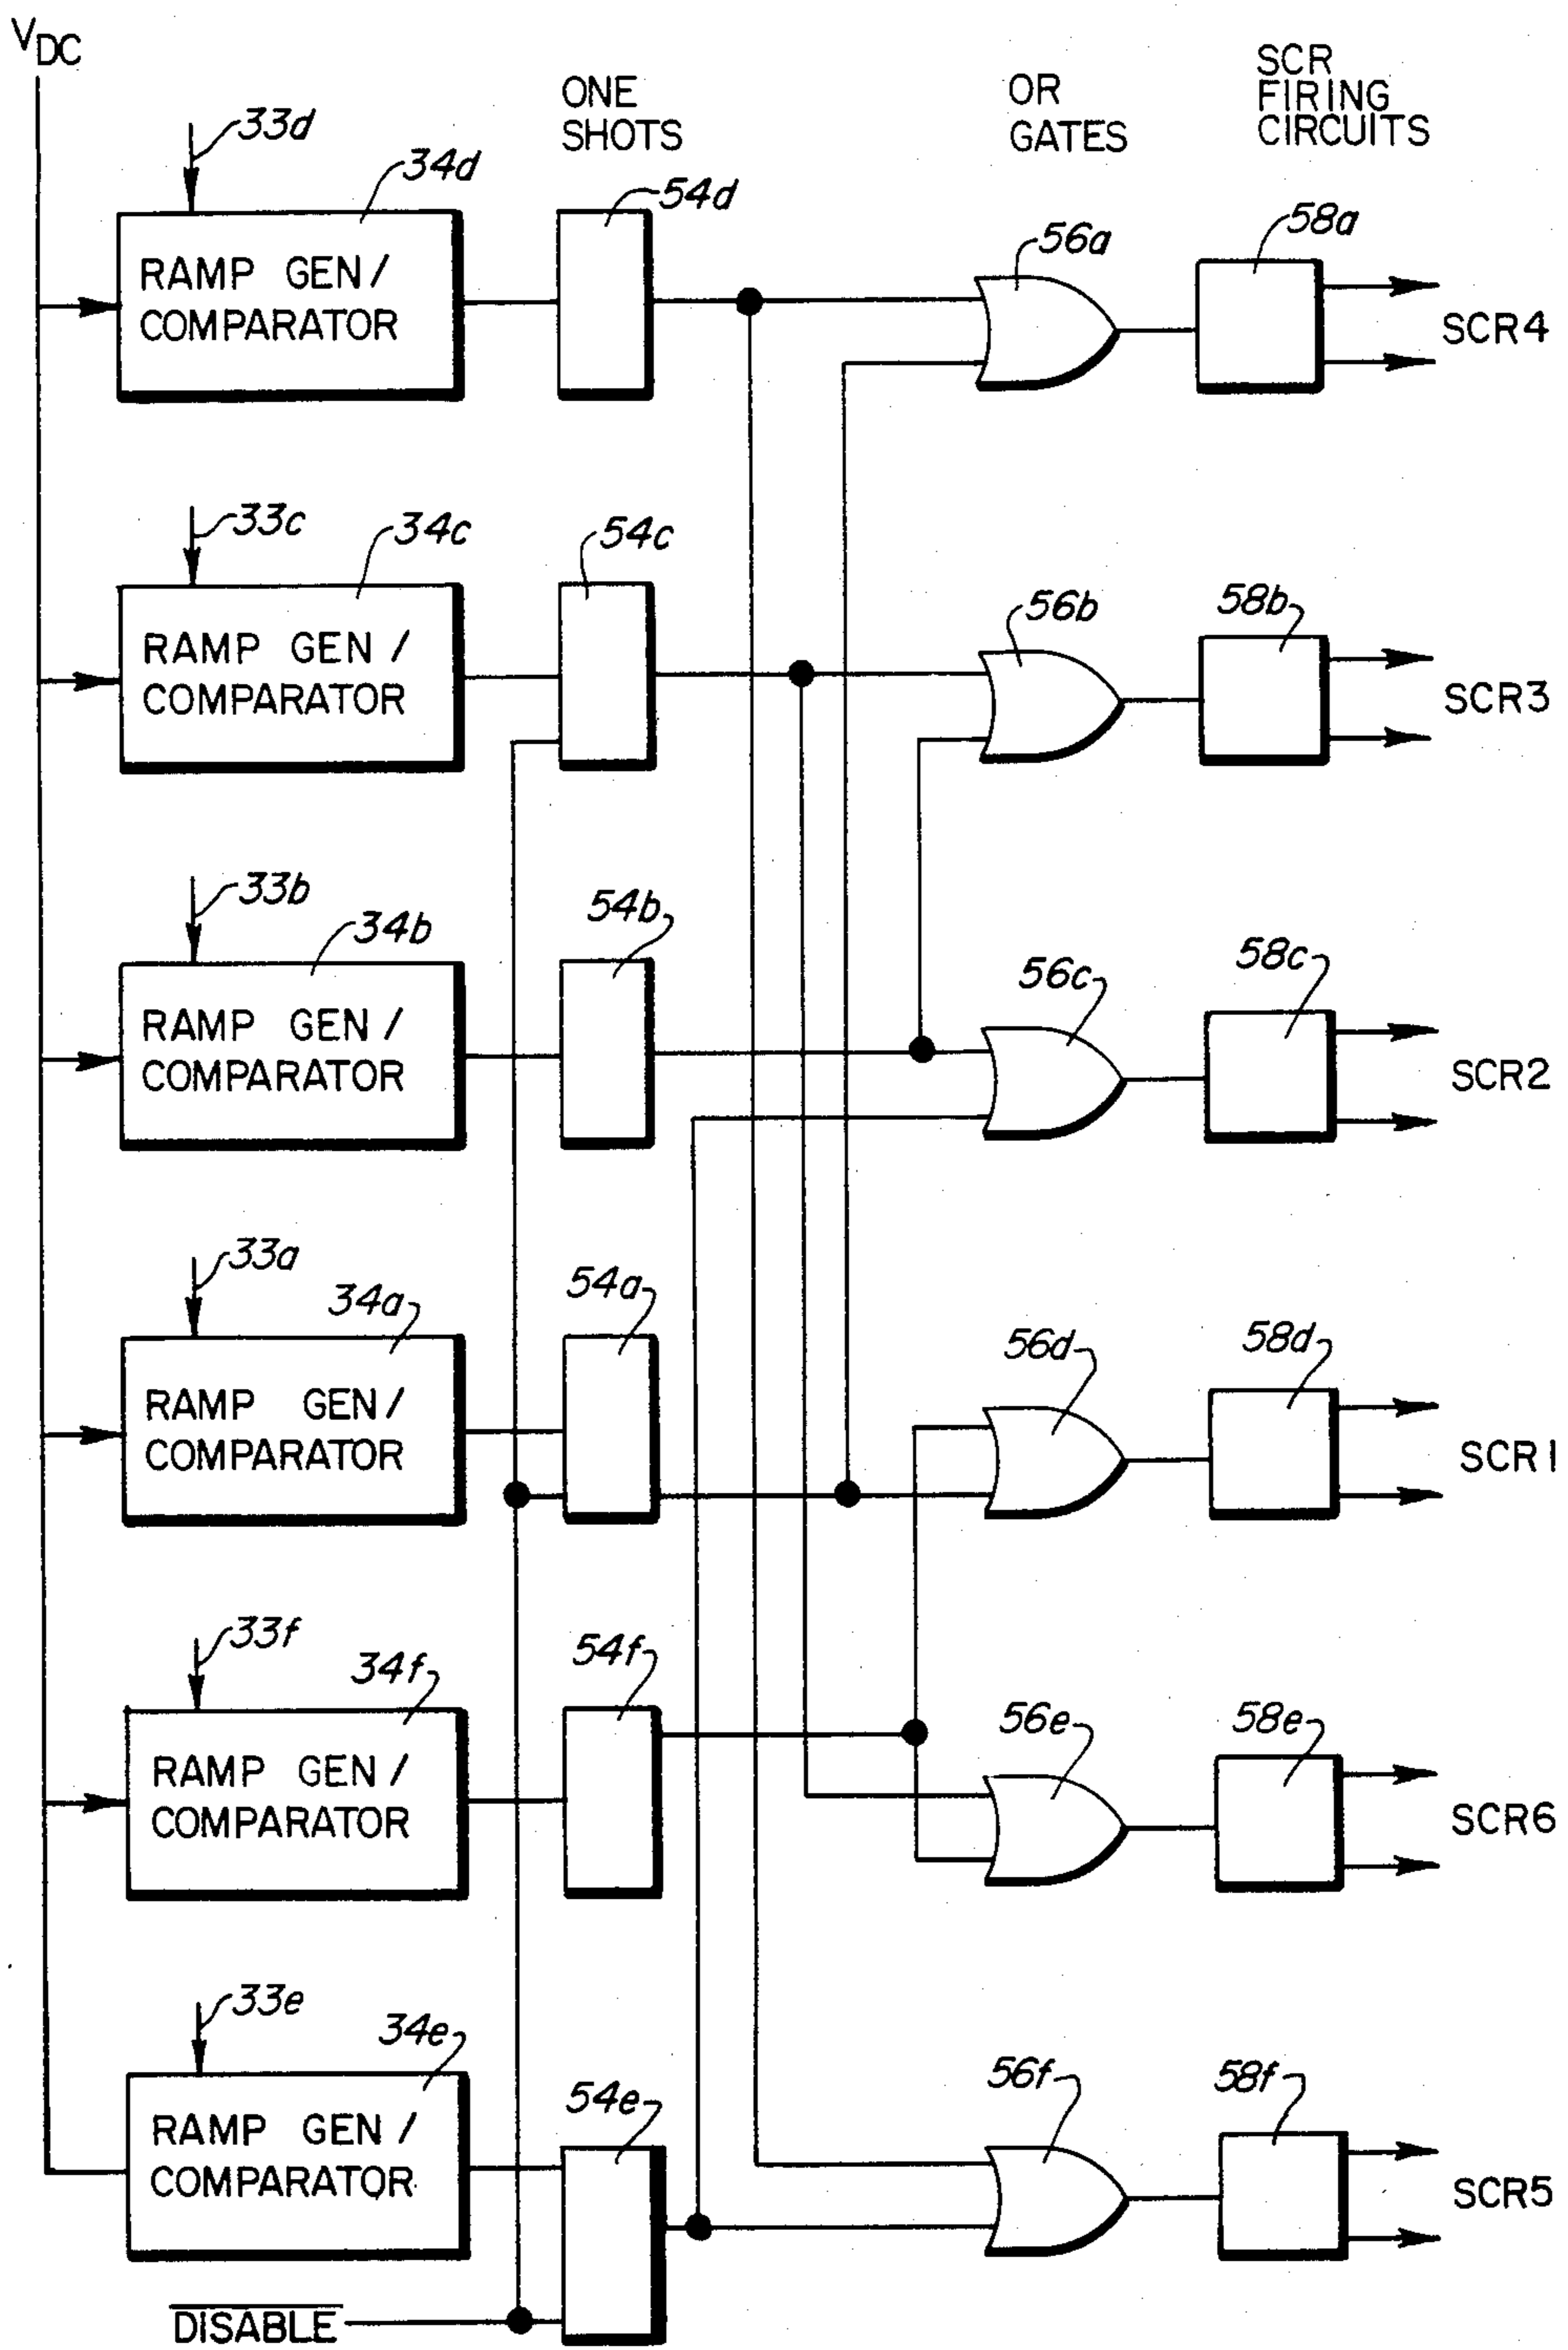 VDC
ONE
SHOTS
OR
GATES
SCR
FIRING
CIRCUITS
33d
34d
54d
56a
58a
RAMP GEN/
COMPARATOR
SCR4
33c
34c
54c
56b
58b
RAMP GEN/
COMPARATOR
SCR3
33b
34b
54b
56c
58c
RAMP GEN/
COMPARATOR
SCR2
33a
34a
54a
56d
58d
RAMP GEN/
COMPARATOR
SCR1
33f
34f
54f
56e
58e
RAMP GEN/
COMPARATOR
SCR6
33e
34e
54e
56f
58f
RAMP GEN/
COMPARATOR
SCR5
DISABLE